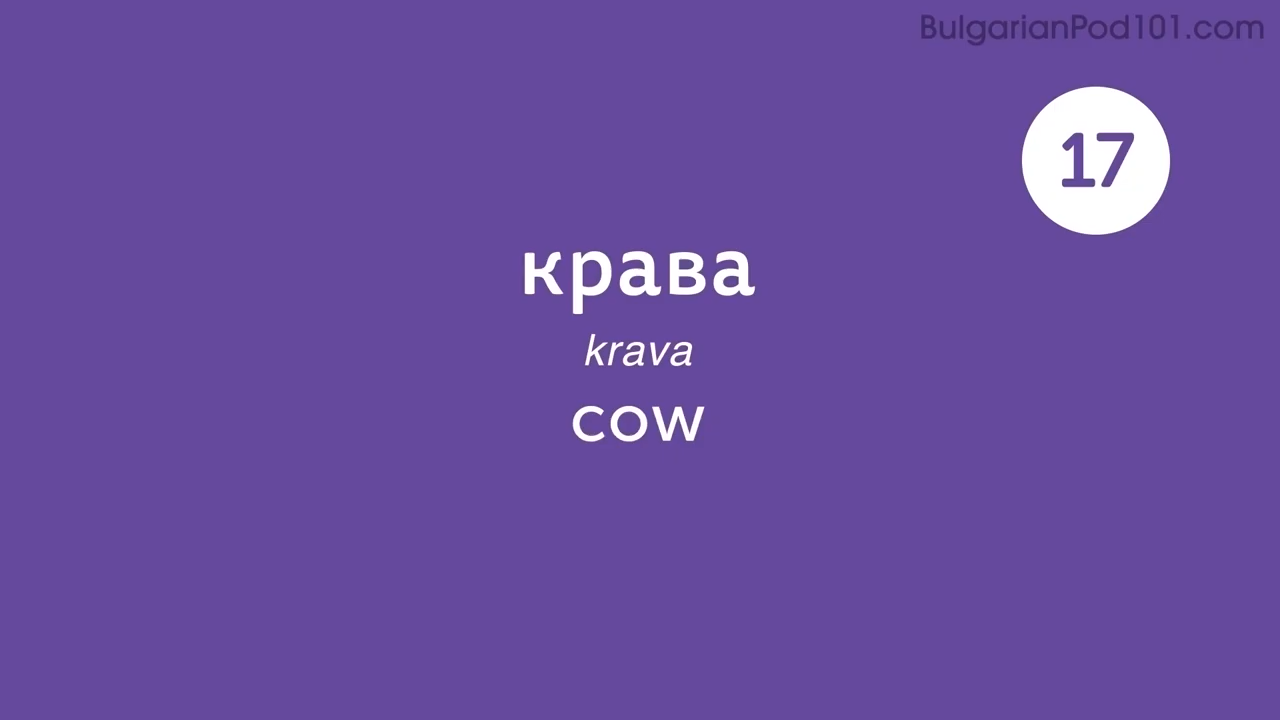 BulgarianPod101.com
17
крава
krava
cow